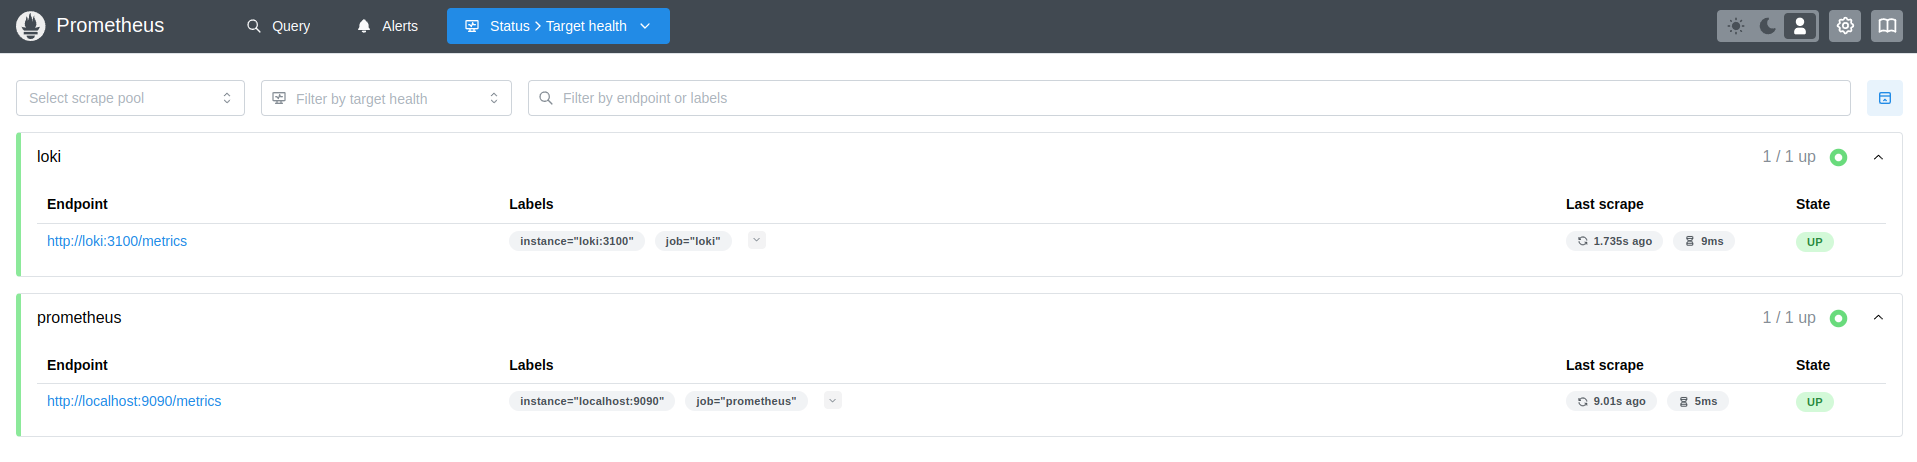 Prometheus Query Alerts Status > Target health
Select scrape pool Filter by target health Filter by endpoint or labels
loki 1 / 1 up
Endpoint Labels Last scrape State
http://loki:3100/metrics instance="loki:3100" job="loki" 1.735s ago 9ms UP
prometheus 1 / 1 up
Endpoint Labels Last scrape State
http://localhost:9090/metrics instance="localhost:9090" job="prometheus" 9.01s ago 5ms UP